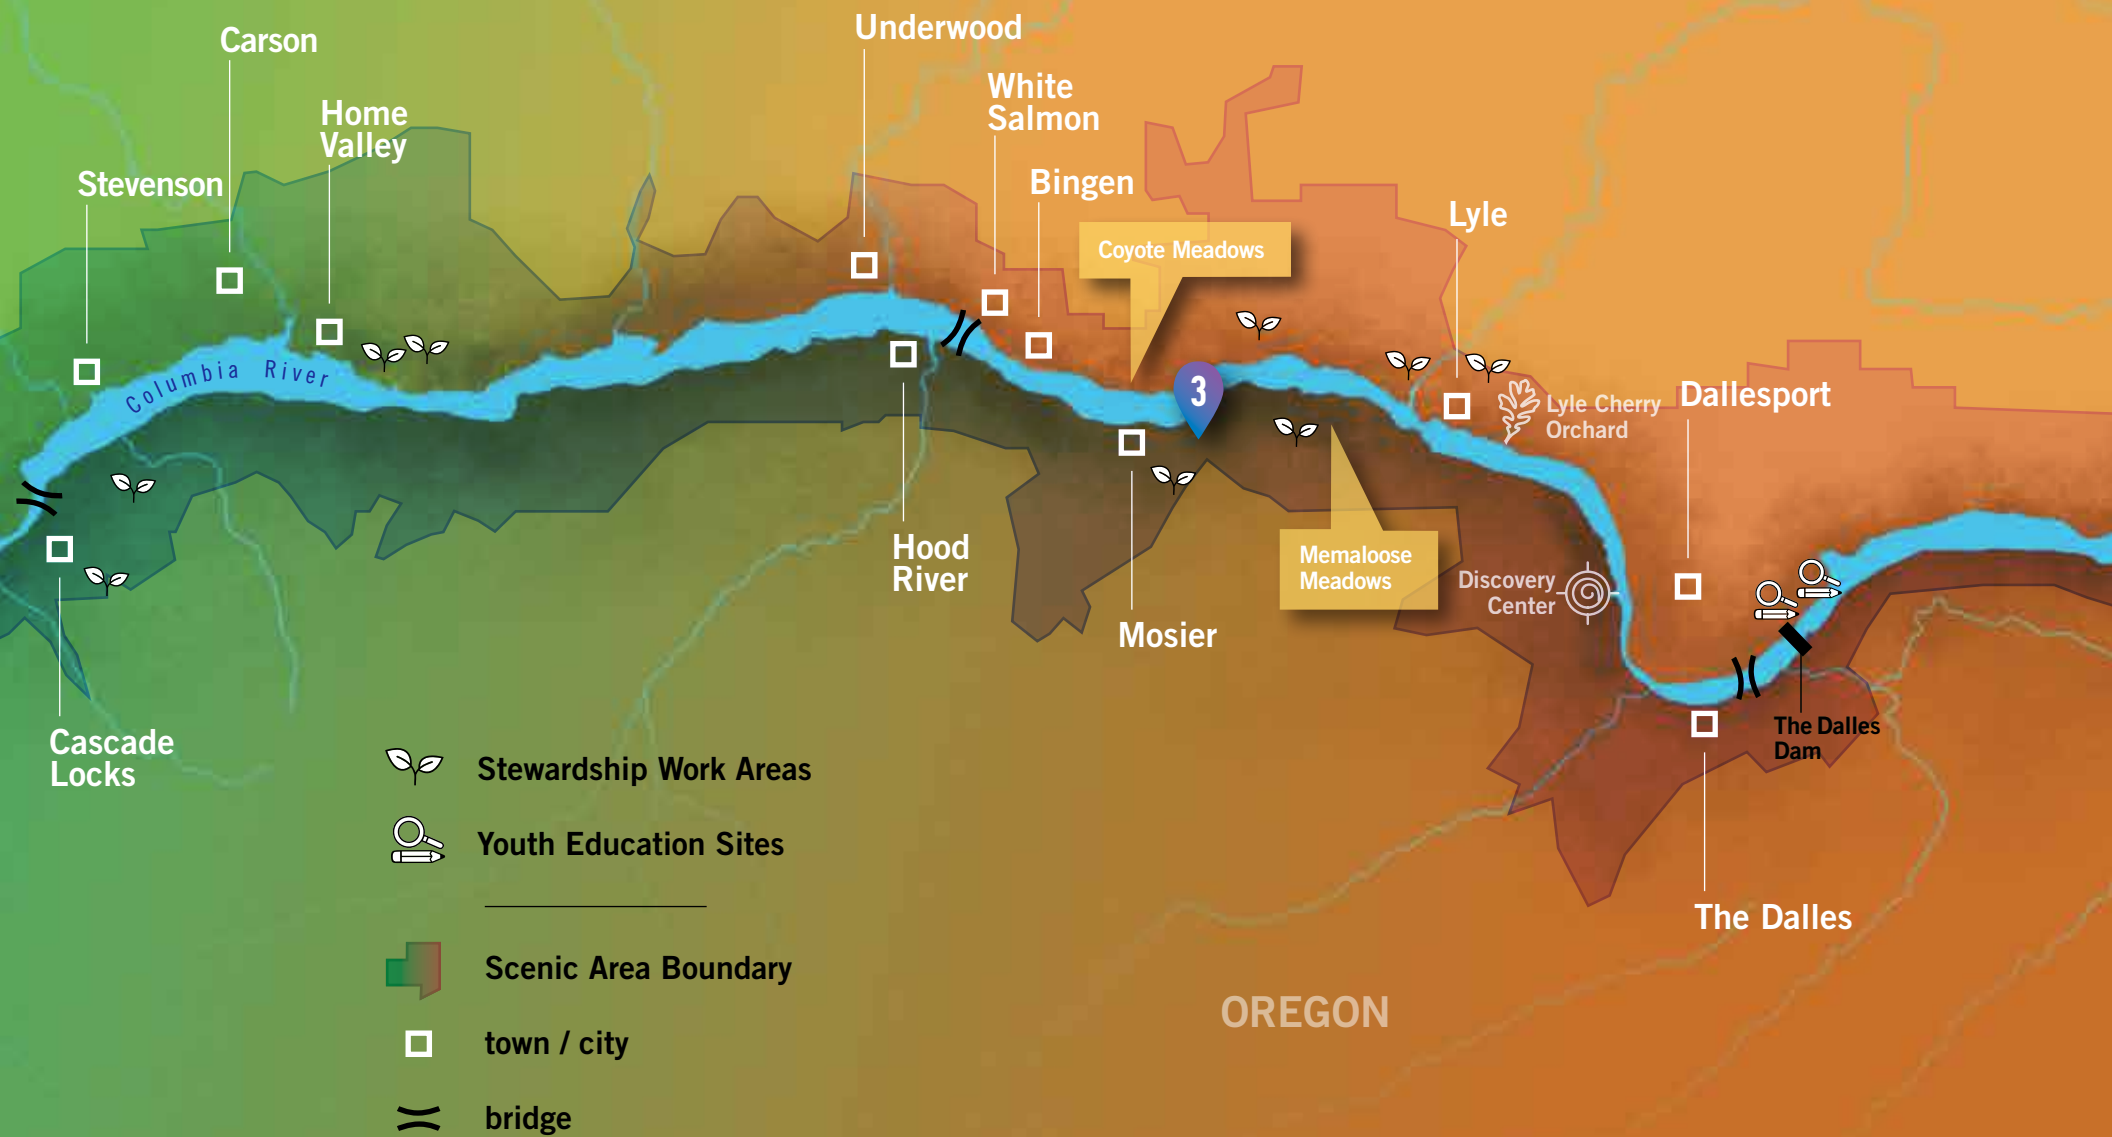 Carson
Underwood
White
Salmon
Home
Valley
Stevenson
Bingen
Lyle
Coyote Meadows
Columbia River
3
Lyle Cherry
Orchard
Dallesport
Hood
River
Memaloose
Meadows
Discovery
Center
Mosier
Cascade
Locks
The Dalles
Dam
Stewardship Work Areas
Youth Education Sites
The Dalles
Scenic Area Boundary
OREGON
town / city
bridge